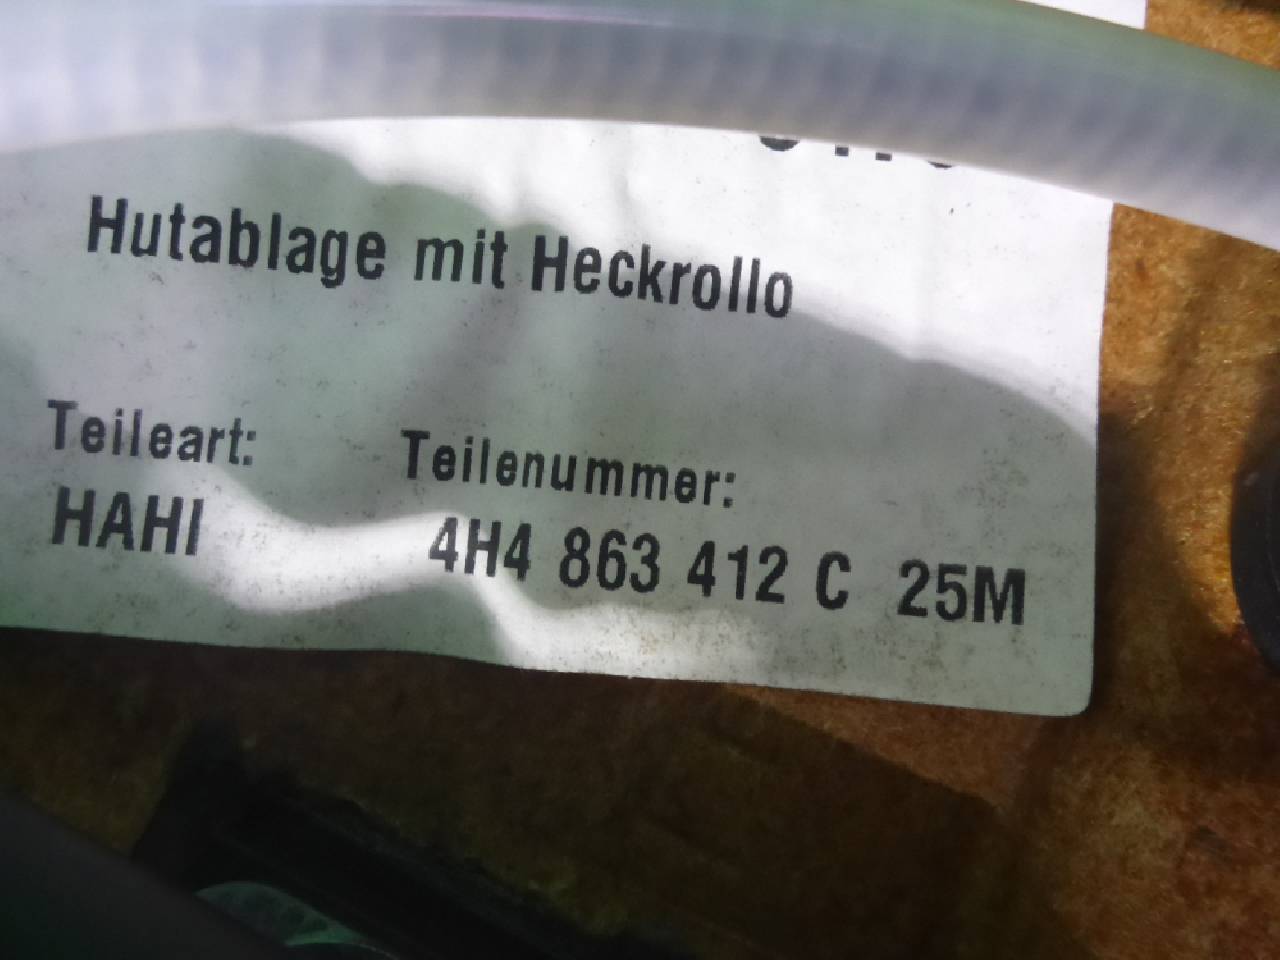 Hutablage mit Heckrollo
Teileart: Teilenummer:
HAHI 4H4 863 412 C 25M